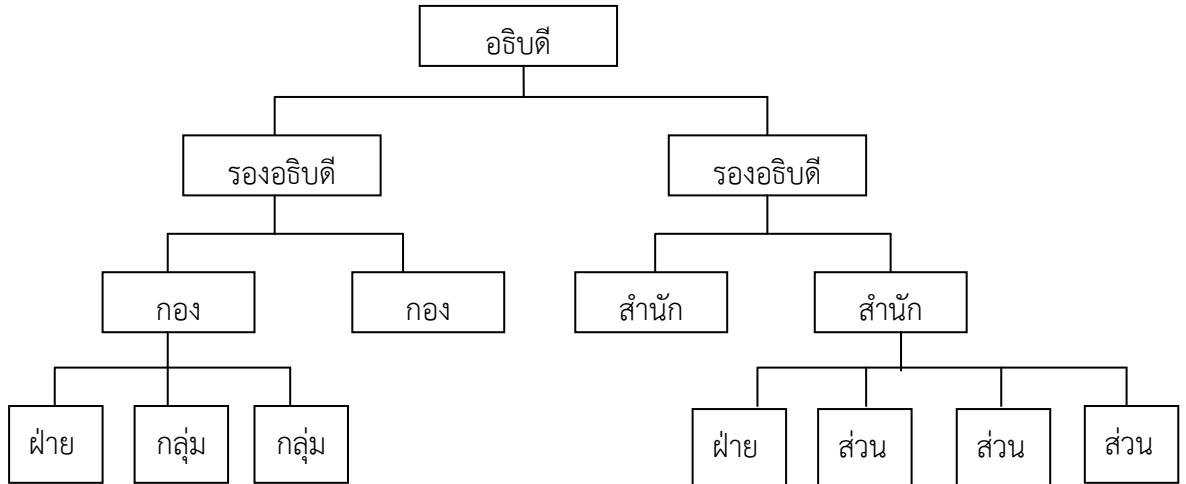 อธิบดี
รองอธิบดี รองอธิบดี
กอง กอง สำนัก สำนัก
ฝ่าย กลุ่ม กลุ่ม ฝ่าย ส่วน ส่วน ส่วน